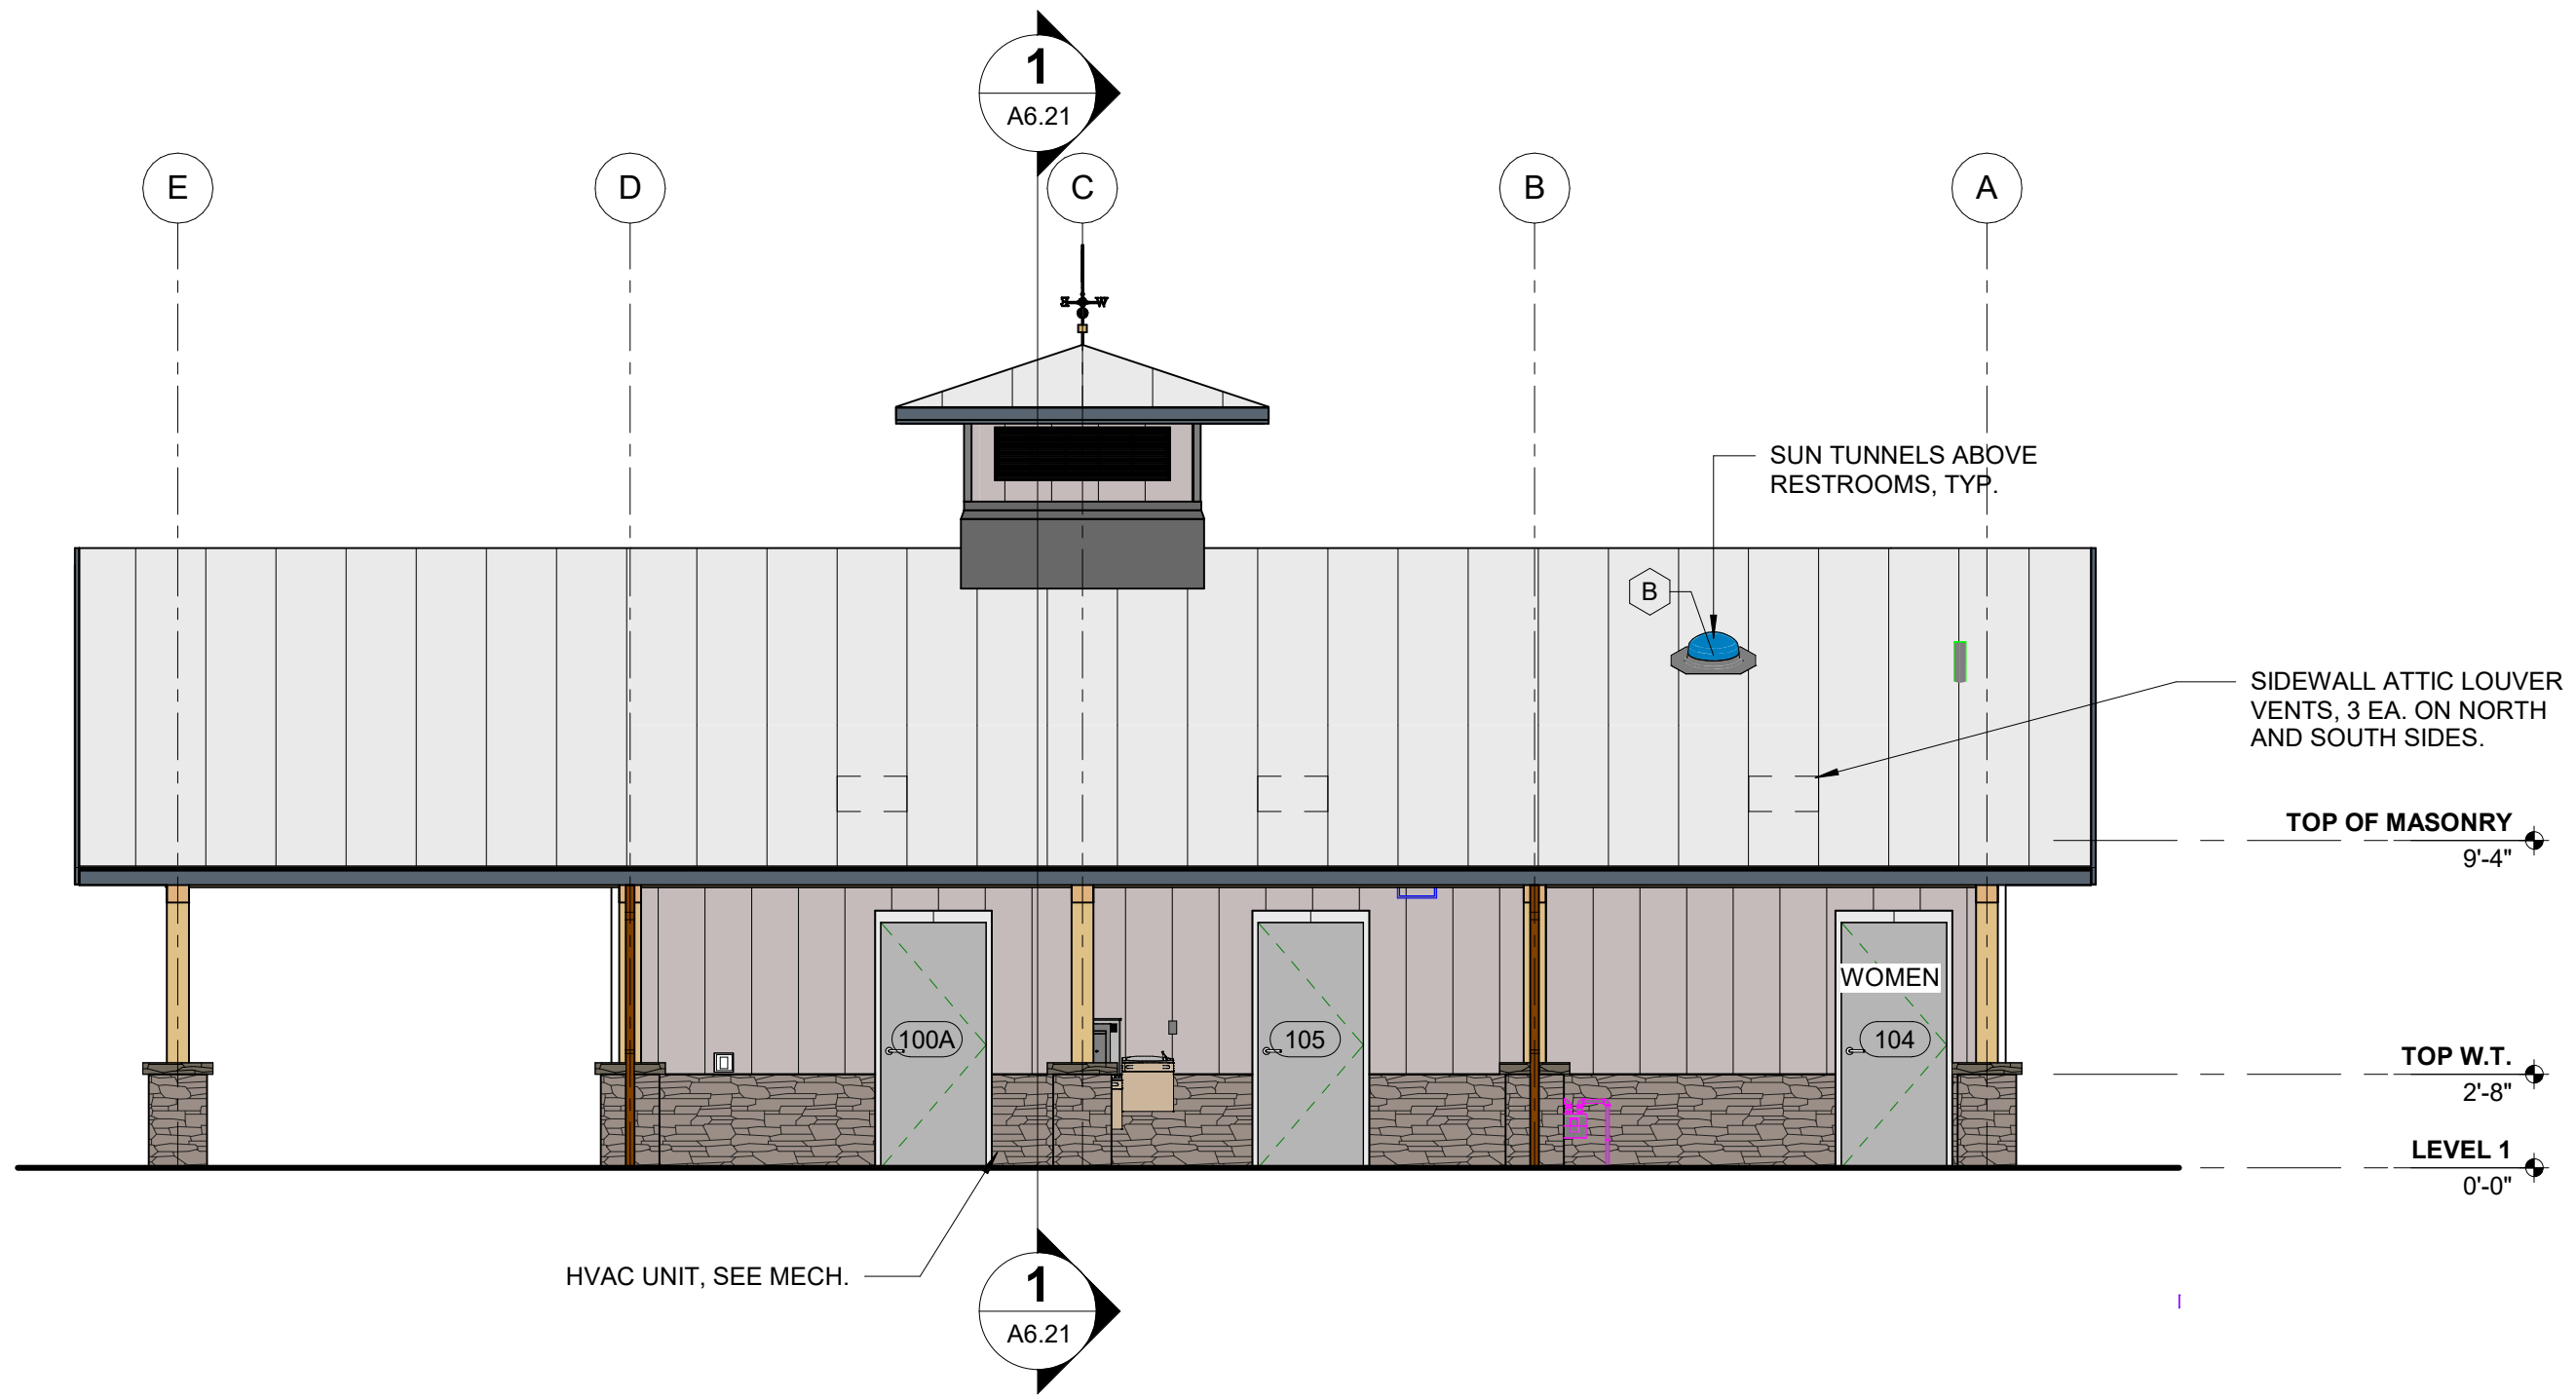 1
A6.21
E
D
C
B
A
W
SUN TUNNELS ABOVE
RESTROOMS, TYP.
B
SIDEWALL ATTIC LOUVER
VENTS, 3 EA. ON NORTH
AND SOUTH SIDES.
TOP OF MASONRY
9'-4"
WOMEN
100A
105
104
TOP W.T.
2'-8"
LEVEL 1
0'-0"
HVAC UNIT, SEE MECH.
1
A6.21